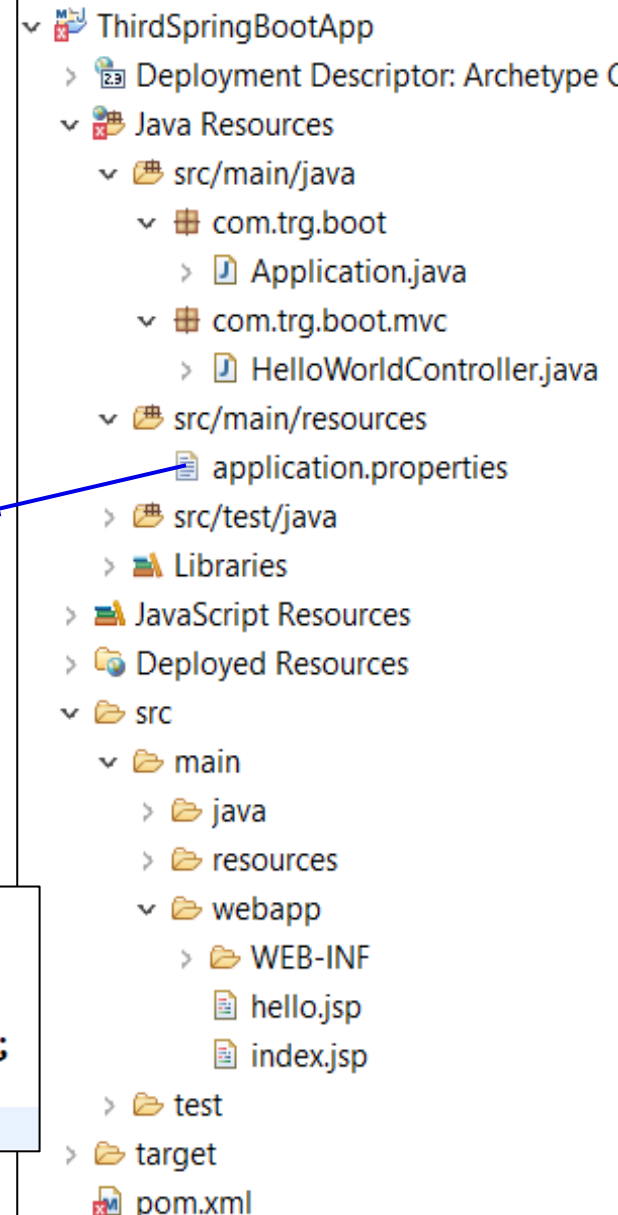 ThirdSpringBootApp
Deployment Descriptor: Archetype
Java Resources
src/main/java
com.trg.boot
Application.java
com.trg.boot.mvc
HelloWorldController.java
src/main/resources
application.properties
src/test/java
Libraries
JavaScript Resources
Deployed Resources
src
main
java
resources
webapp
WEB-INF
hello.jsp
;
index.jsp
test
target
pom.xml